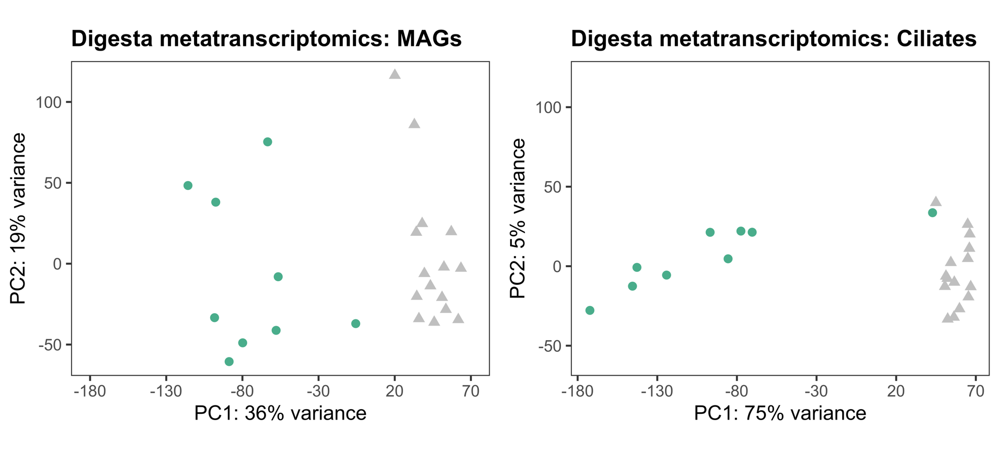 Digesta metatranscriptomics: MAGs
PC2: 19% variance
100
50
0
-50
-180 -130 -80 -30 20 70
PC1: 36% variance
Digesta metatranscriptomics: Ciliates
PC2: 5% variance
100
50
0
-50
-180 -130 -80 -30 20 70
PC1: 75% variance